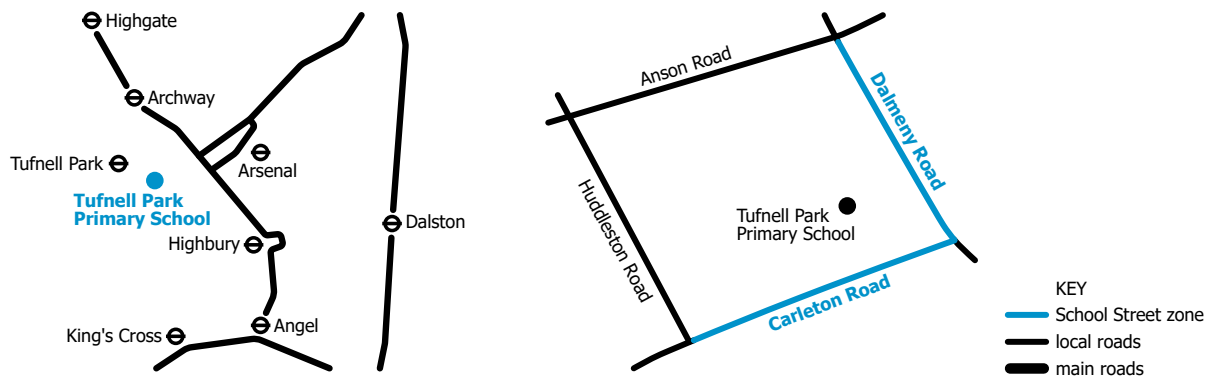 Highgate
Archway
Tufnell Park
Arsenal
Tufnell Park
Primary School
Highbury
Dalston
King's Cross
Angel
Anson Road
Dalmeny Road
Huddleston Road
Tufnell Park
Primary School
Carleton Road
KEY
School Street zone
local roads
main roads